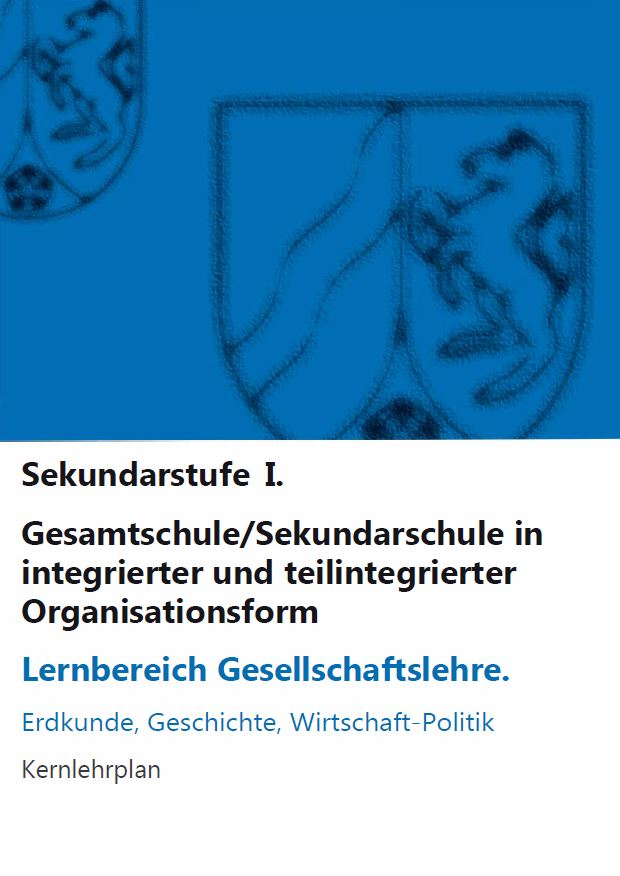 Sekundarstufe I.
Gesamtschule/Sekundarschule in
integrierter und teilintegrierter
Organisationsform
Lernbereich Gesellschaftslehre.
Erdkunde, Geschichte, Wirtschaft-Politik
Kernlehrplan